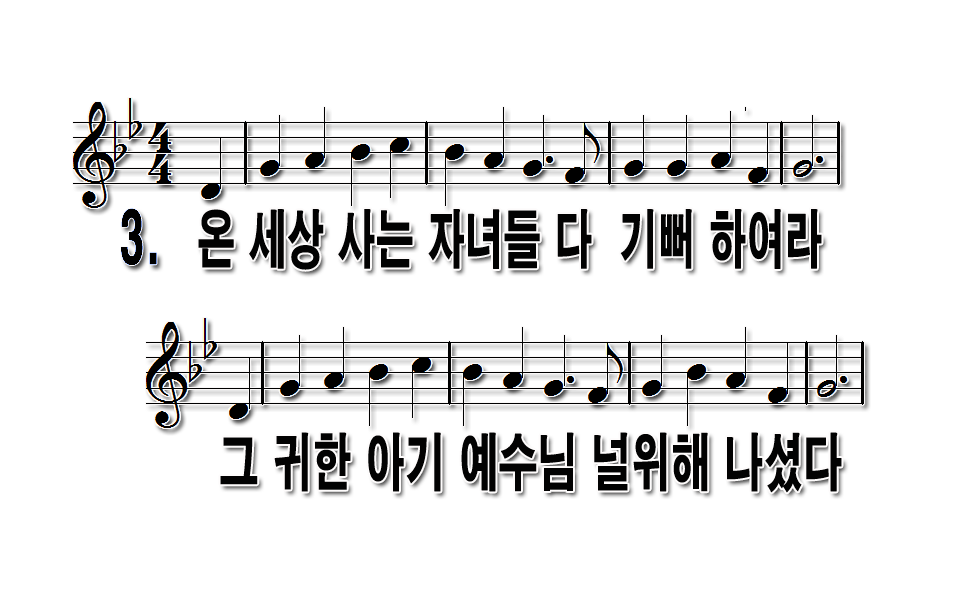 3. 온 세상 사는 자녀들 다 기뻐 하여라
그 귀한 아기 예수님 널위해 나셨다